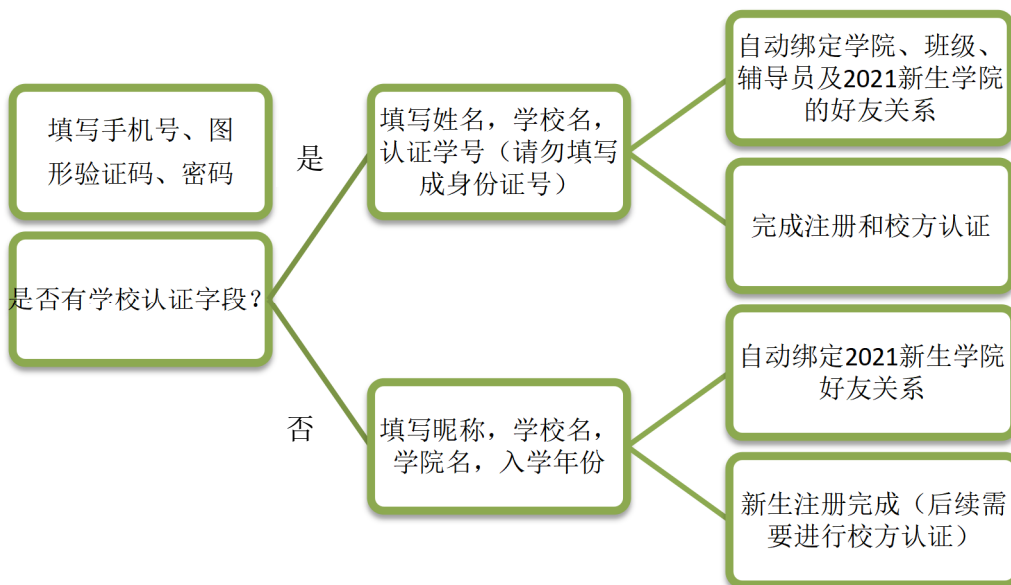 填写手机号、图
形验证码、密码
是否有学校认证字段？
是
否
填写姓名，学校名，
认证学号（请勿填写
成身份证号）
填写昵称，学校名，
学院名，入学年份
自动绑定学院、班级、
辅导员及2021新生学院
的好友关系
完成注册和校方认证
自动绑定2021新生学院
好友关系
新生注册完成（后续需
要进行校方认证）